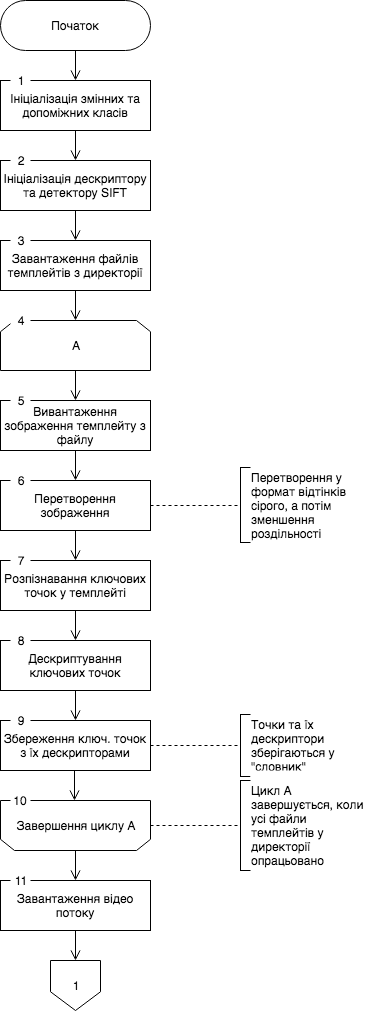 Початок
1
Ініціалізація змінних та
допоміжних класів
2
Ініціалізація дескриптору
та детектору SIFT
3
Завантаження файлів
темплейтів з директорії
4
А
5
Вивантаження
зображення темплейту з
файлу
6
Перетворення
зображення
Перетворення у
формат відтінків
сірого, а потім
зменшення
роздільності
7
Розпізнавання ключових
точок у темплейті
8
Дескриптування
ключових точок
9
Збереження ключ. точок
з їх дескрипторами
Точки та їх
дескриптори
зберігаються у
"словник"
10
Завершення циклу А
Цикл А
завершується, коли
усі файли
темплейтів у
директорії
опрацьовано
11
Завантаження відео
потоку
1